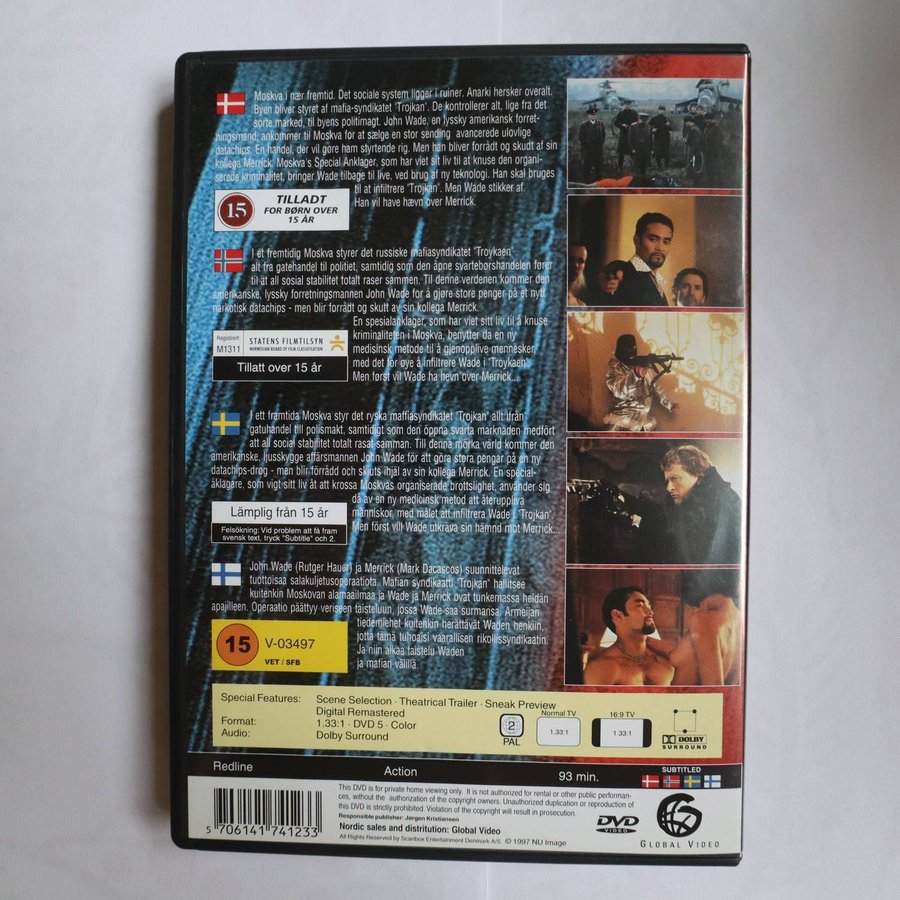 Moskva i nær fremtid. Det sociale system ligger i ruiner. Anarki hersker overalt.
Byen bliver styret af mafia-syndikatet "Trojkan". De kontrollerer alt, lige fra det
sorte marked, til byens politimagt. John Wade, en lyssky amerikansk forret-
ningsmand, ankommer til Moskva for at sælge en stor sending avancerede ulovlige
datachips. En handel, der vil gøre ham styrtende rig. Men han bliver forrådt og skudt af sin
kollega Merrick. Moskva's Special Anklager, som har viet sit liv til at knuse den organi-
serede kriminalitet, bringer Wade tilbage til live, ved brug af ny teknologi. Han skal bruges
til at infiltrere "Trojkan". Men Wade stikker af.
Han vil have hævn over Merrick.
15
TILLADT
FOR BØRN OVER
15 ÅR
I et fremtidig Moskva styrer det russiske mafiasyndikatet "Troykaen"
alt fra gatehandel til politiet, samtidig som den åpne svarteborshandelen fører
til at all sosial stabilitet totalt raser sammen. Til denne verdenen kommer den
amerikanske, lyssky forretningsmannen John Wade for å gjøre store penger på et nytt
narkotisk datachips - men blir forrådt og skutt av sin kollega Merrick.
En spesialanklager, som har viet sitt liv til å knuse
kriminaliteten i Moskva, benytter da en ny
medisinsk metode til å gjenopplive mennesker,
med det for øye å infiltrere Wade i "Troykaen".
Men først vil Wade ha hevn over Merrick...
Registrert
M1311
STATENS FILMTILSYN
NORWEGIAN BOARD OF FILM CLASSIFICATION
Tillatt over 15 år
I ett framtida Moskva styr det ryska maffiasyndikatet "Trojkan" allt ifrån
gatuhandel till polismakt, samtidigt som den öppna svarta marknaden medfört
att all social stabilitet totalt rasat samman. Till denna mörka värld kommer den
amerikanske, ljusskygge affärsmannen John Wade för att göra stora pengar på en ny
datachips-drog - men blir förrådd och skjuts ihjäl av sin kollega Merrick. En special-
åklagare, som vigt sitt liv åt att krossa Moskvas organiserade brottslighet, använder sig
då av en ny medicinsk metod att återuppliva
människor, med målet att infiltrera Wade i "Trojkan".
Men först vill Wade utkräva sin hämnd mot Merrick...
Lämplig från 15 år
Felsökning: Vid problem att få fram
svensk text, tryck "Subtitle" och 2.
John Wade (Rutger Hauer) ja Merrick (Mark Dacascos) suunnittelevat
tuottoisaa salakuljetusoperaatiota. Mafian syndikaatti "Trojkan" hallitsee
kuitenkin Moskovan alamaailmaa ja Wade ja Merrick ovat tunkemassa heidän
apajilleen. Operaatio päättyy veriseen taisteluun, jossa Wade saa surmansa. Armeijan
tiedemiehet kuitenkin herättävät Waden henkiin,
jotta tämä tuhoaisi vaarallisen rikollissyndikaatin.
Ja niin alkaa taistelu Waden
ja mafian välillä.
15
V-03497
VET / SFB
Special Features: Scene Selection · Theatrical Trailer · Sneak Preview
Digital Remastered
Format: 1.33:1 · DVD 5 · Color
Audio: Dolby Surround
2
PAL
Normal TV
1.33:1
16:9 TV
1.33:1
DOLBY
SURROUND
Redline Action 93 min.
SUBTITLED
This DVD is for private home viewing only. It is not authorized for rental or other public performan-
ces, without the authorization of the copyright owners. Unauthorized duplication or reproduction of
this DVD is strictly prohibited. Violation of the copyright will result in prosecution.
Responsible publisher: Jørgen Kristiansen
Nordic sales and distritution: Global Video
All Rights Reserved by Scanbox Entertainment Denmark A/S © 1997 NU Image
5 706141 741233
DVD
VIDEO
GLOBAL VIDEO